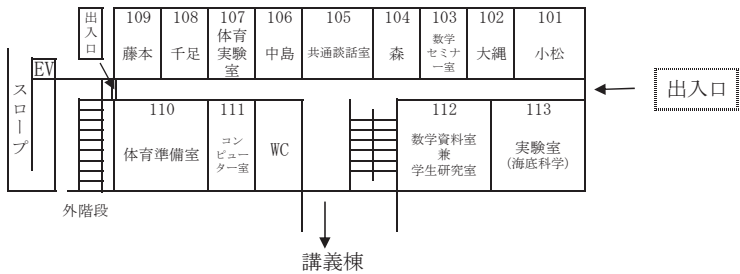 出
入
口
109
藤本
108
千足
107
体育
実験
室
106
中島
105
共通談話室
104
森
103
数学
セミナ
ー室
102
大縄
101
小松
EV
スロープ
出入口
110
体育準備室
111
コン
ピュー
ター室
WC
112
数学資料室
兼
学生研究室
113
実験室
(海底科学)
外階段
講義棟